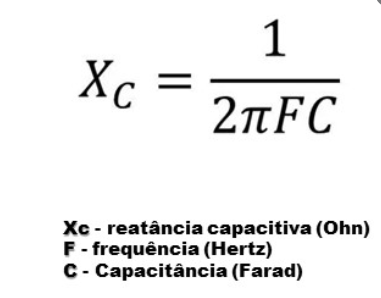 X_C = 1 / 2πFC
Xc - reatância capacitiva (Ohn)
F - frequência (Hertz)
C - Capacitância (Farad)